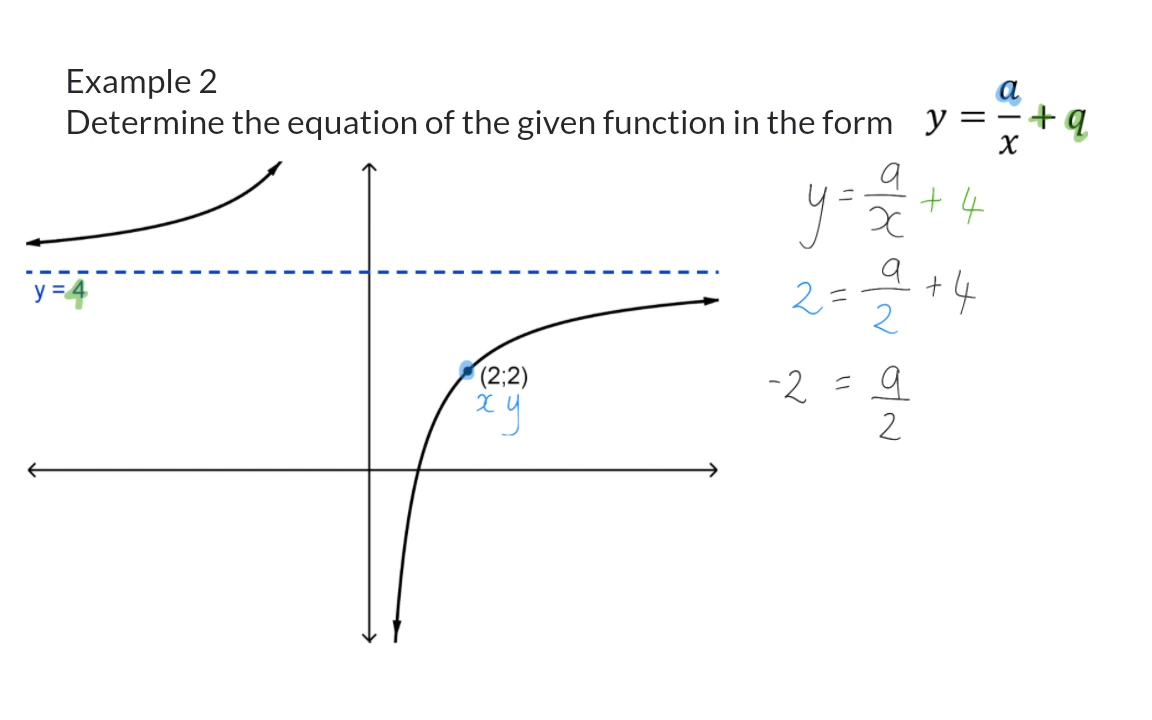 Example 2
Determine the equation of the given function in the form y = a/x + q
y = a/x + 4
y = 4
2 = a/2 + 4
(2;2)
x y
-2 = a/2